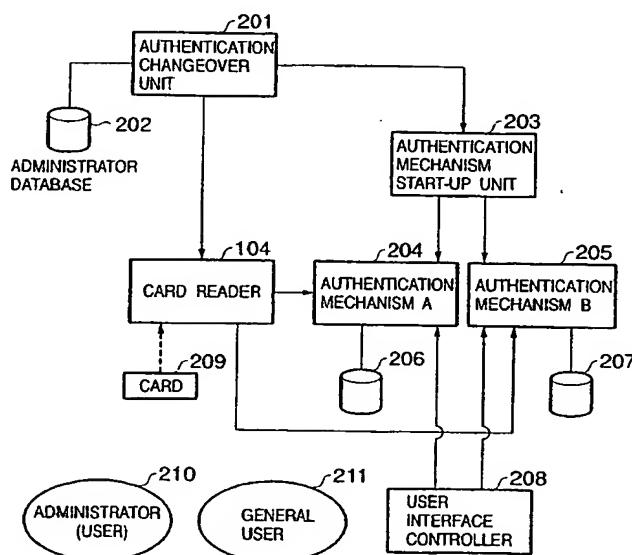 201
AUTHENTICATION
CHANGEOVER
UNIT
202
ADMINISTRATOR
DATABASE
203
AUTHENTICATION
MECHANISM
START-UP UNIT
104
CARD READER
204
AUTHENTICATION
MECHANISM A
205
AUTHENTICATION
MECHANISM B
209
CARD
206
207
210
ADMINISTRATOR
(USER)
211
GENERAL
USER
208
USER
INTERFACE
CONTROLLER